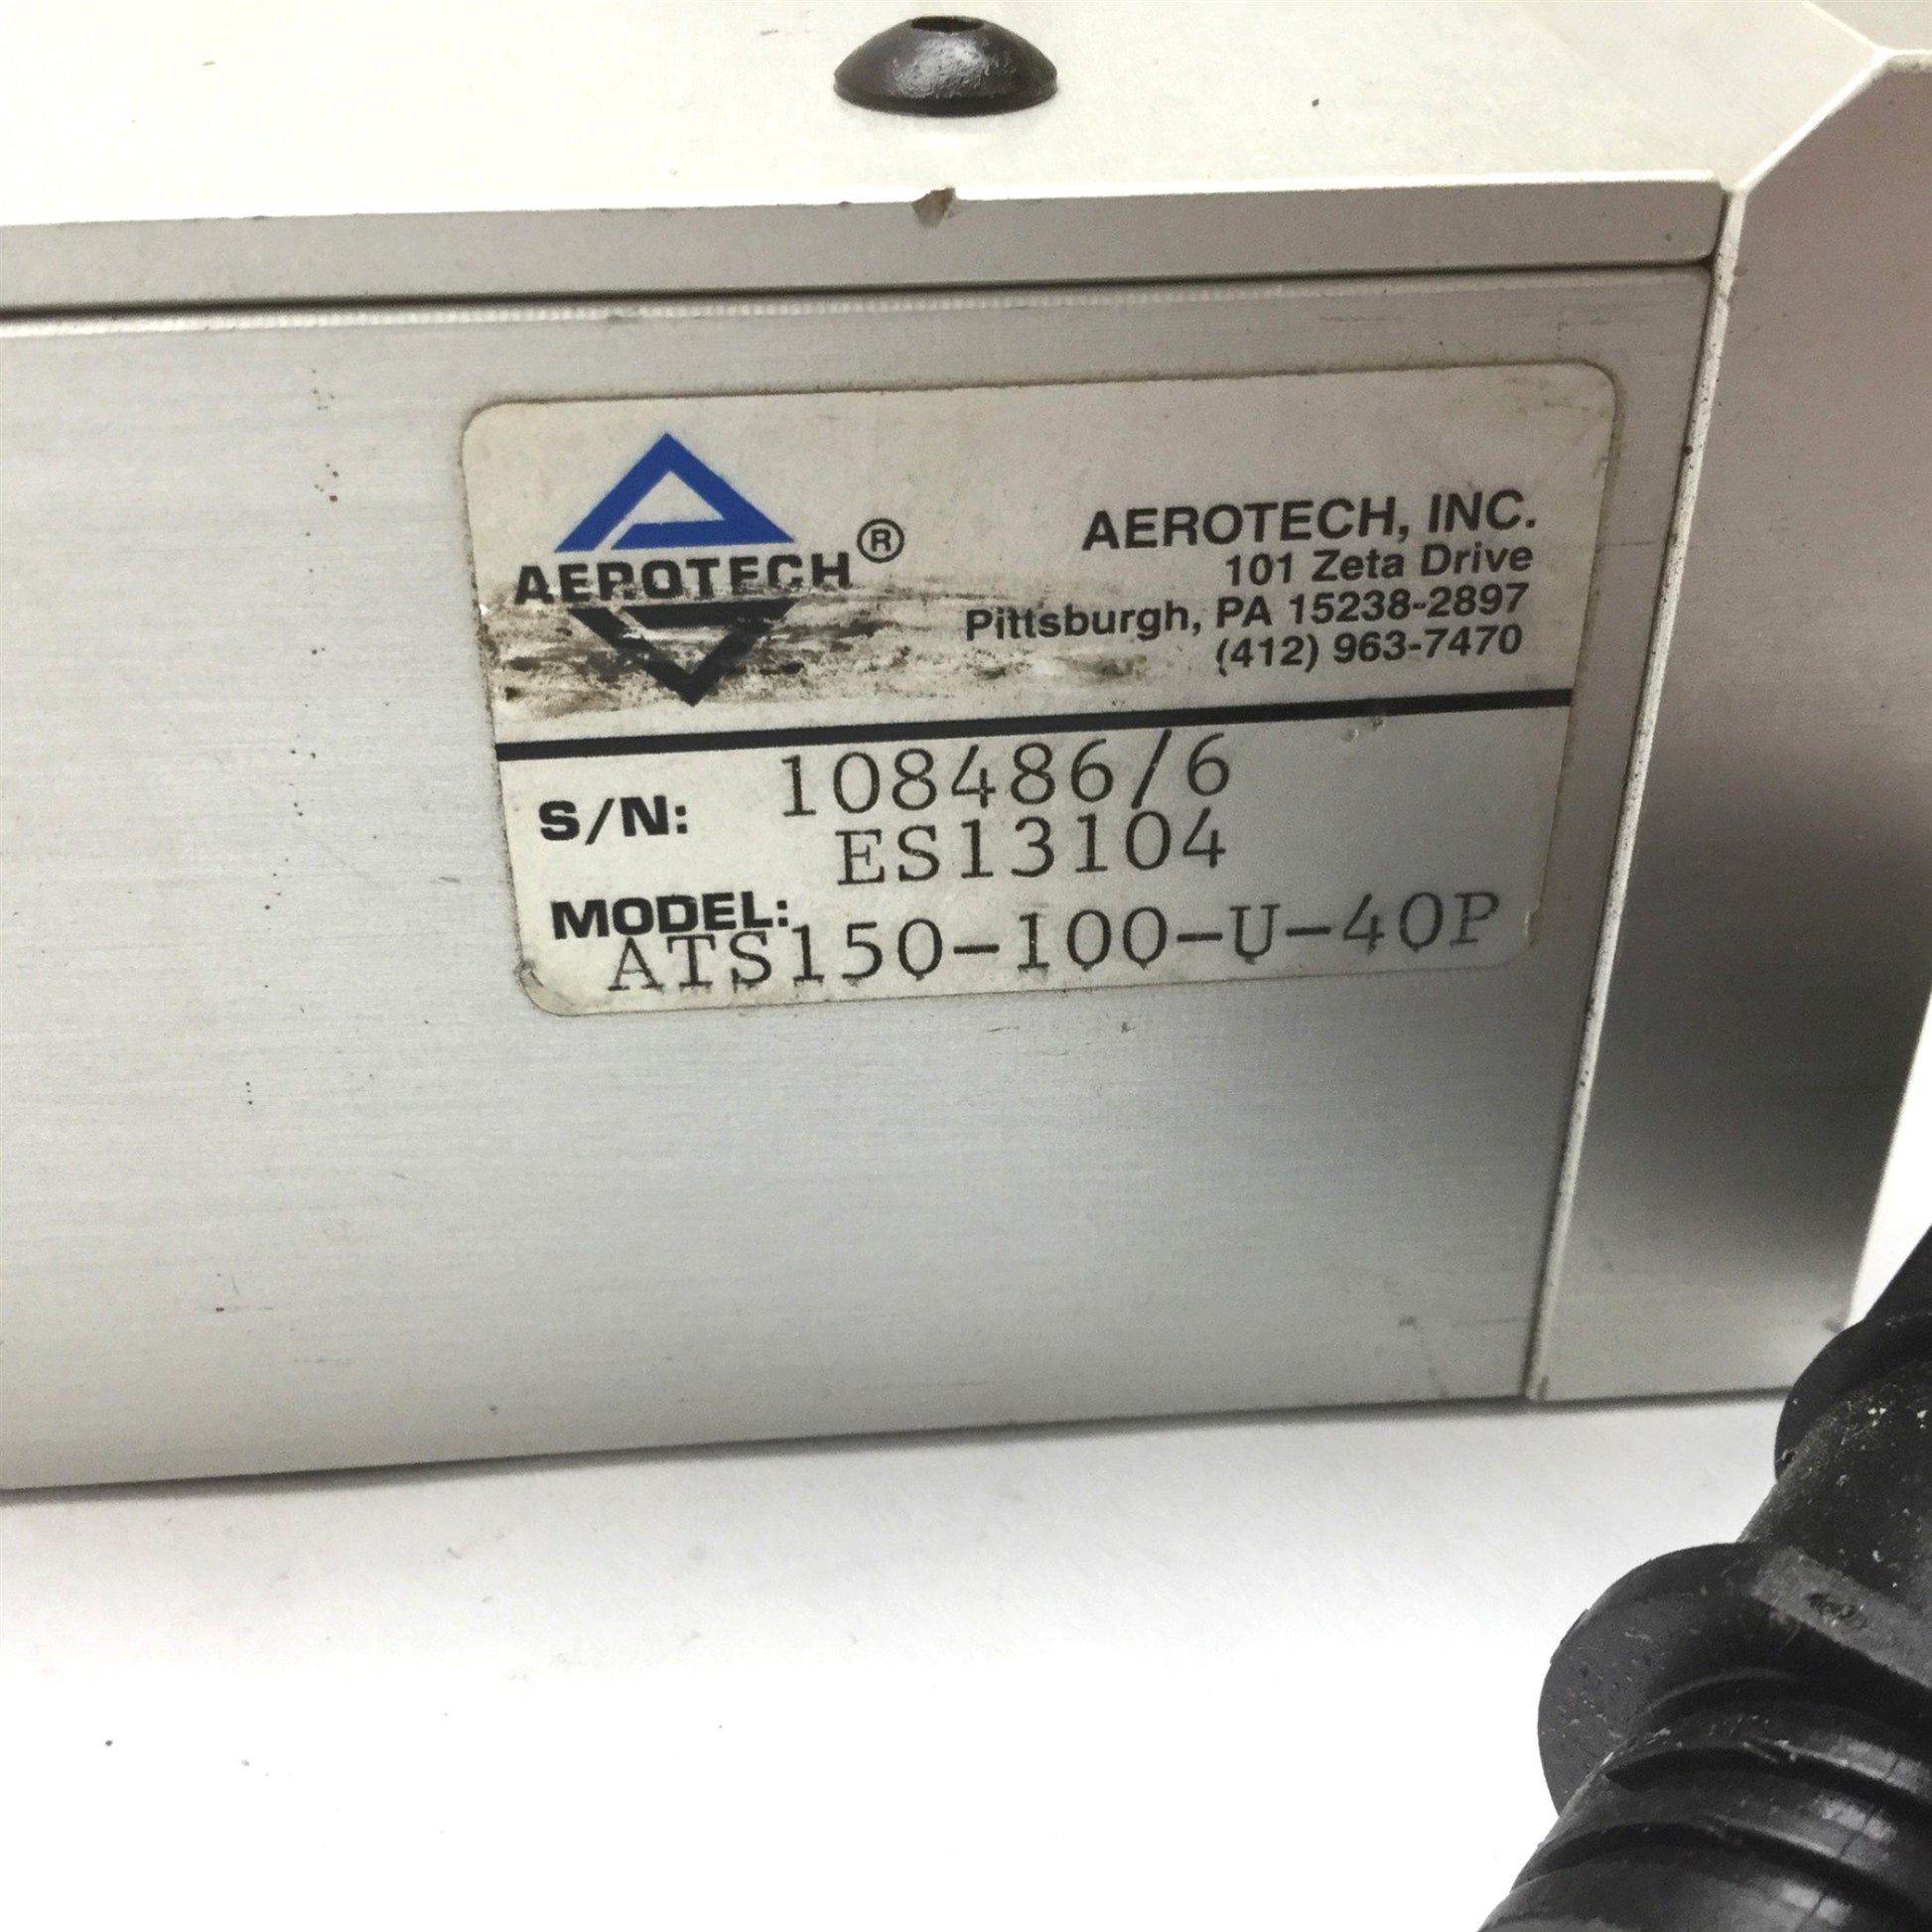 AEROTECH®
AEROTECH, INC.
101 Zeta Drive
Pittsburgh, PA 15238-2897
(412) 963-7470
S/N: 108486/6
ES13104
MODEL:
ATS150-100-U-40P